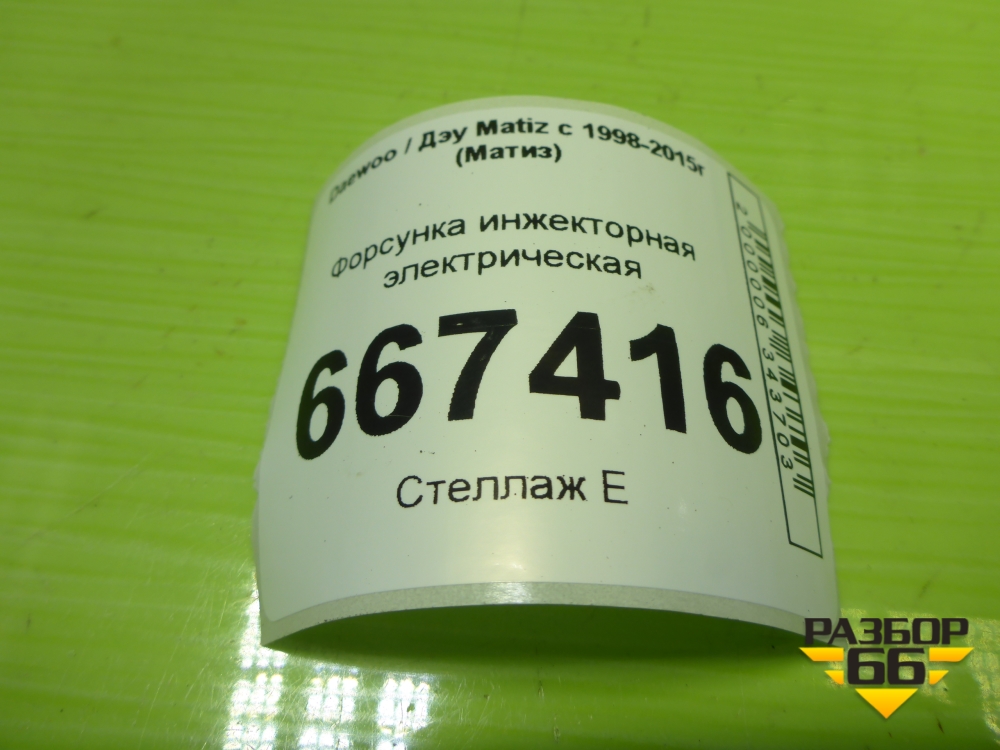 Daewoo / Дэу Matiz с 1998-2015г
(Матиз)
Форсунка инжекторная
электрическая
667416
Стеллаж Е
2000006343703
РАЗБОР
66